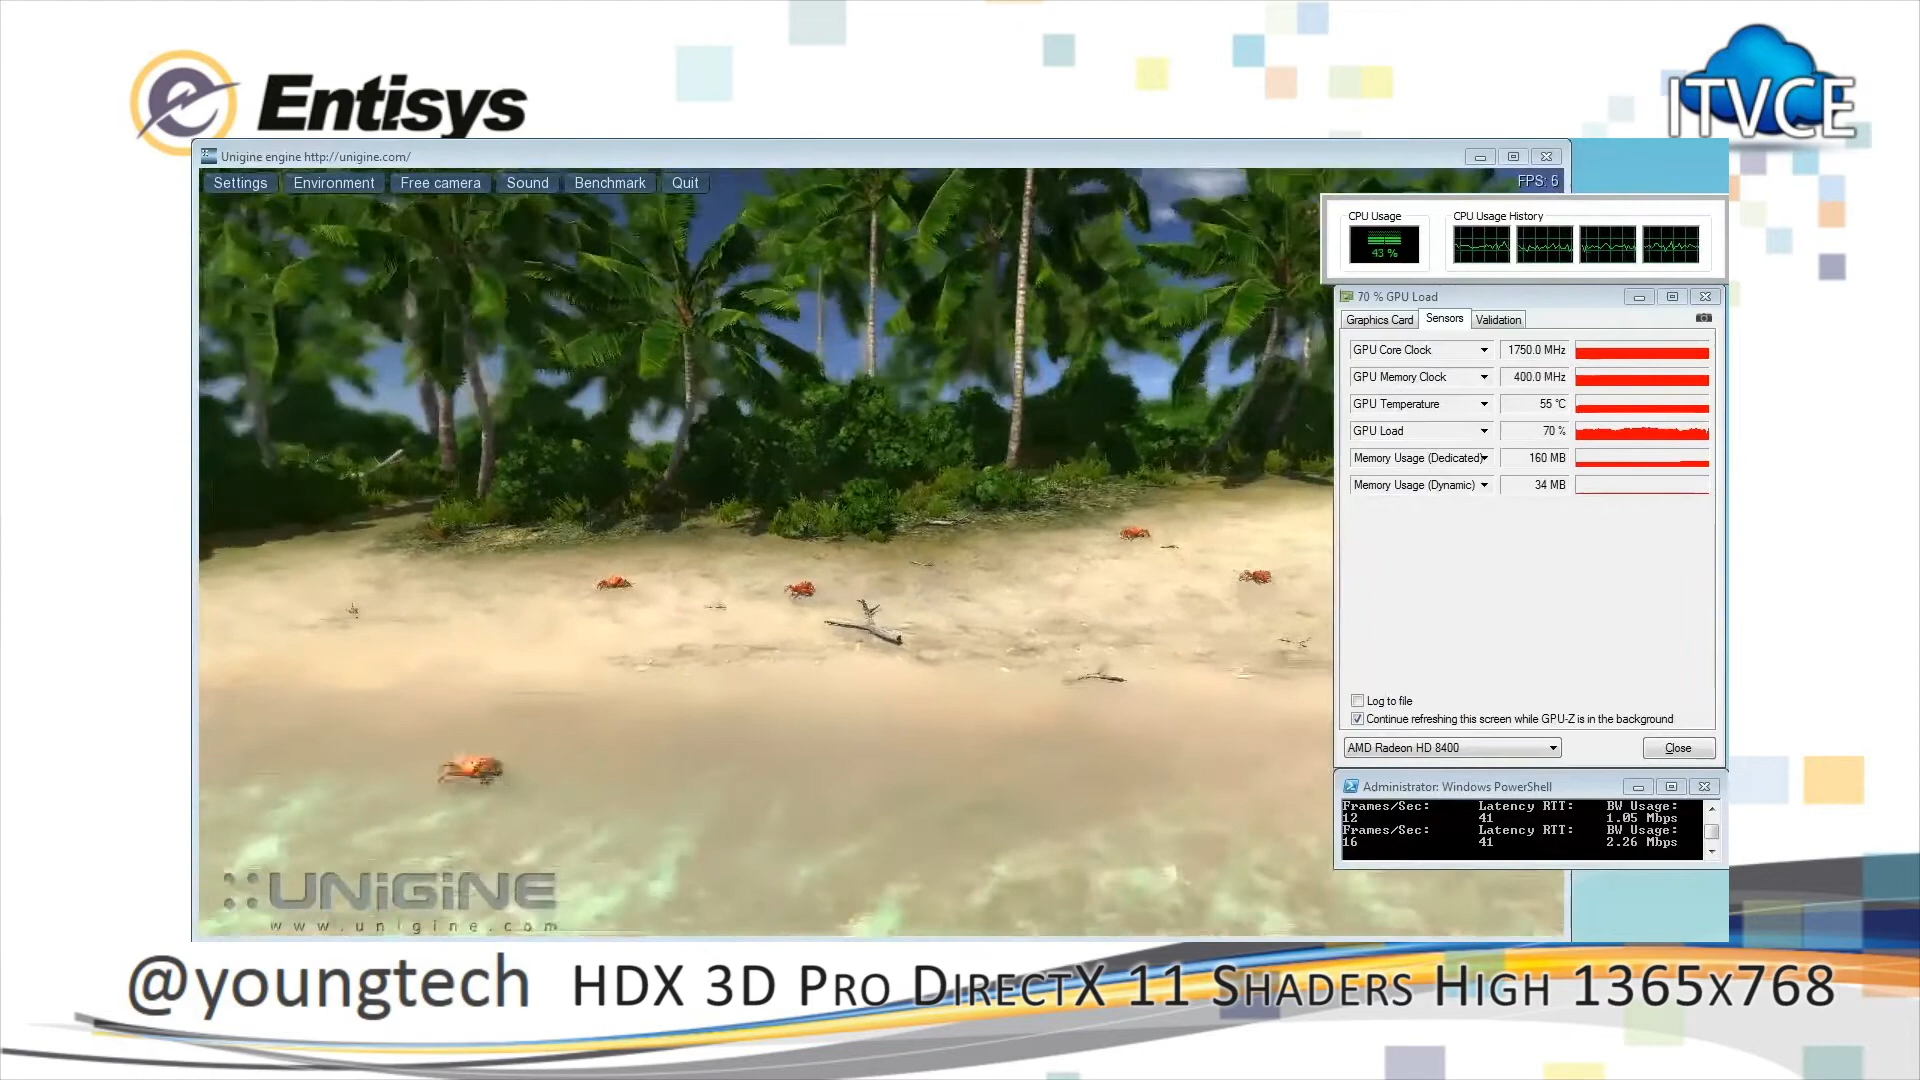 Entisys
ITVCE
Unigine engine http://unigine.com/
Settings Environment Free camera Sound Benchmark Quit
FPS: 6
CPU Usage
43 %
CPU Usage History
70 % GPU Load
Graphics Card Sensors Validation
GPU Core Clock 1750.0 MHz
GPU Memory Clock 400.0 MHz
GPU Temperature 55 °C
GPU Load 70 %
Memory Usage (Dedicated) 160 MB
Memory Usage (Dynamic) 34 MB
Log to file
Continue refreshing this screen while GPU-Z is in the background
AMD Radeon HD 8400 Close
Administrator: Windows PowerShell
Frames/Sec: Latency RTT: BW Usage:
12 41 1.05 Mbps
Frames/Sec: Latency RTT: BW Usage:
16 41 2.26 Mbps
UNiGiNE
www.unigine.com
@youngtech HDX 3D Pro DirectX 11 Shaders High 1365x768